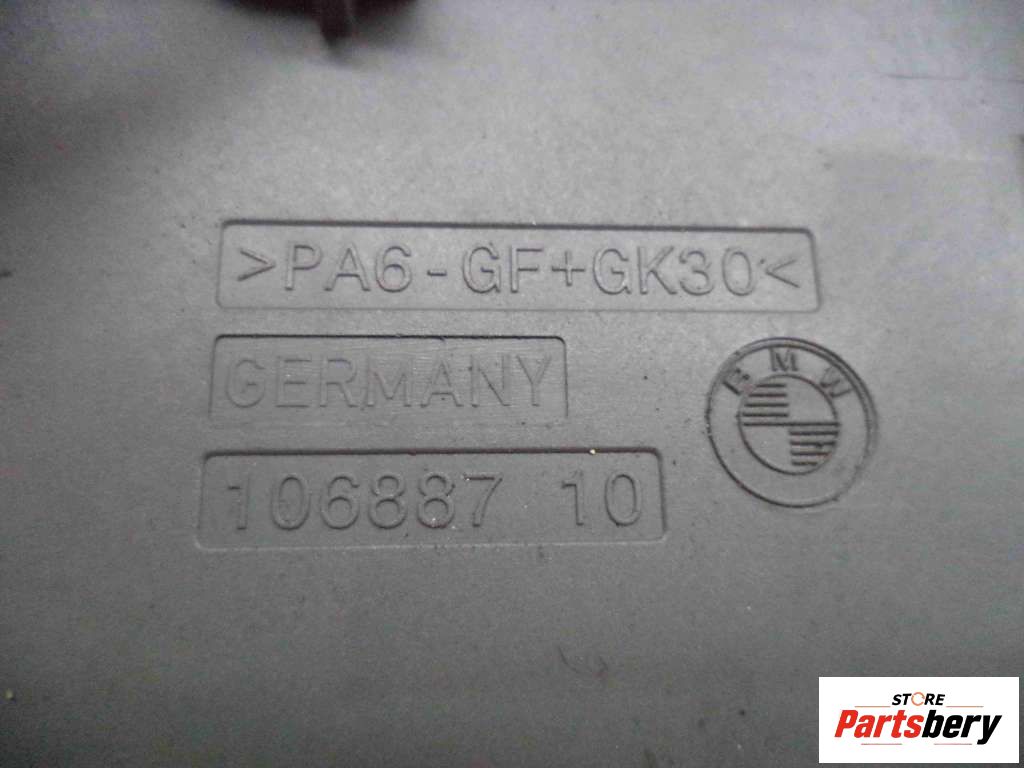 >PA6-GF+GK30<
GERMANY
BMW
106887 10
STORE
Partsbery